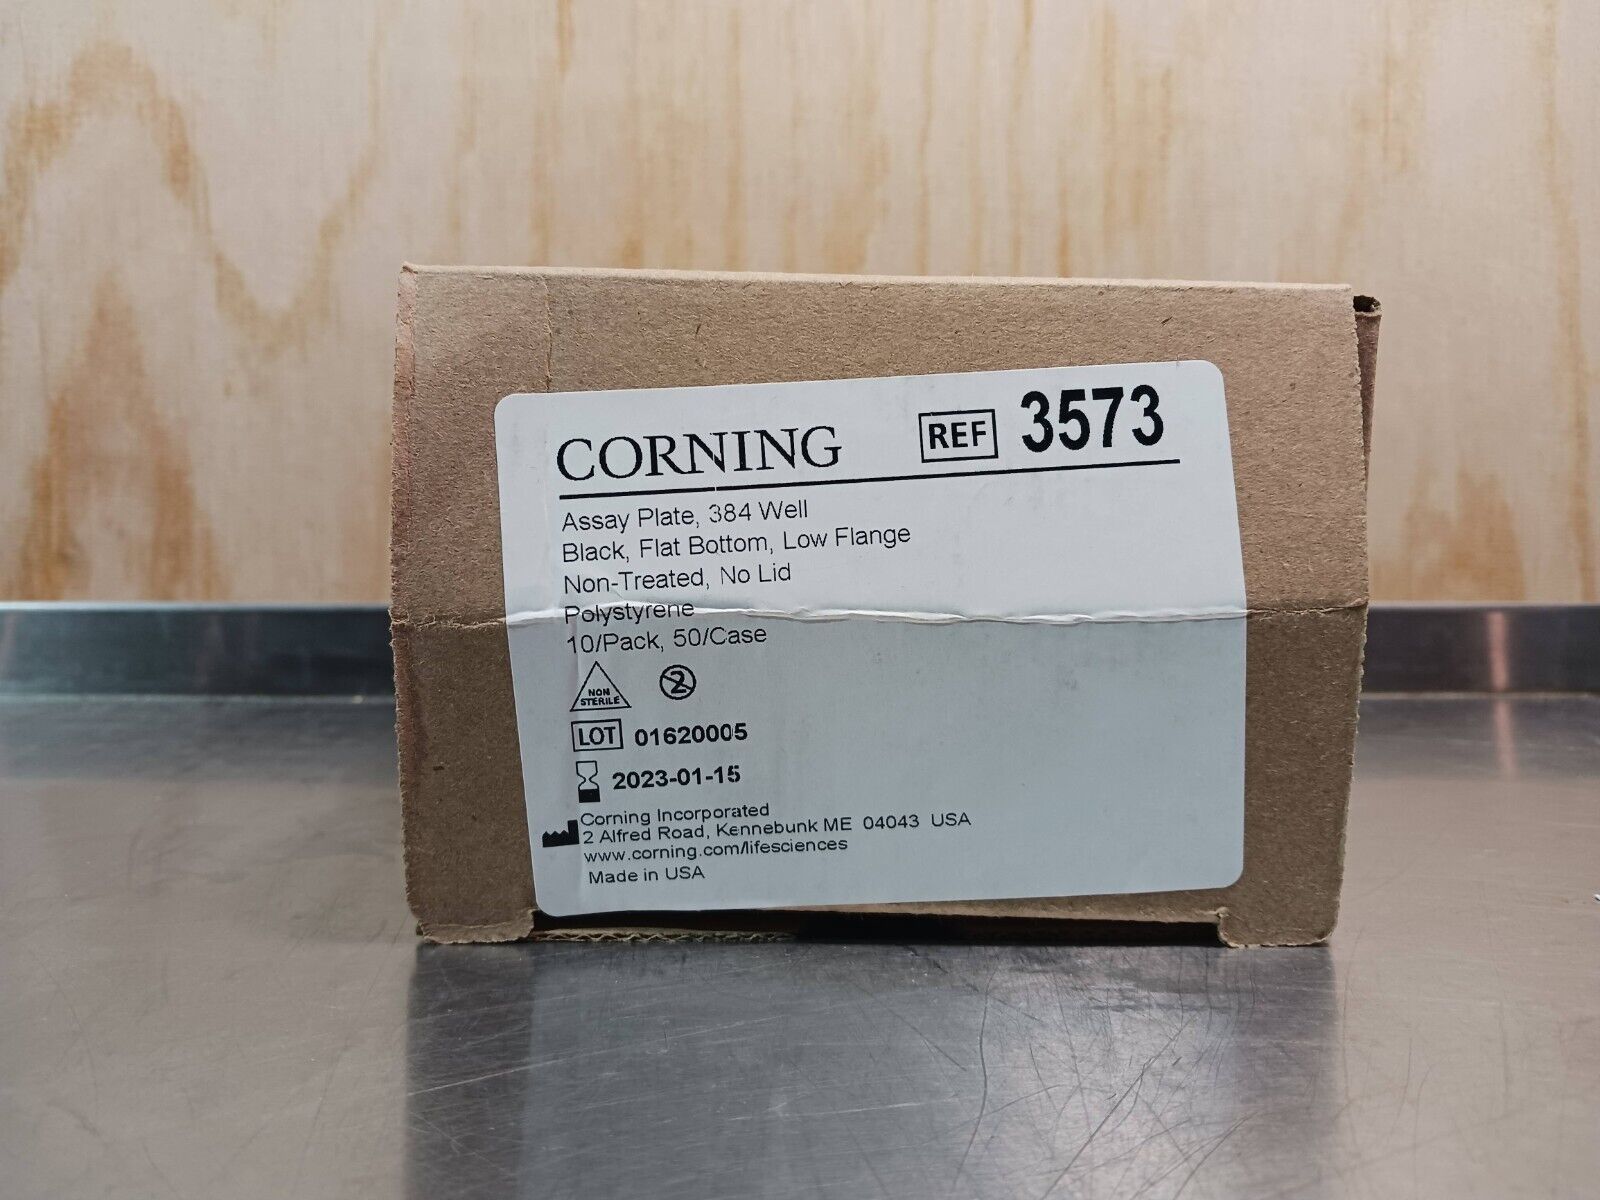 CORNING REF 3573
Assay Plate, 384 Well
Black, Flat Bottom, Low Flange
Non-Treated, No Lid
Polystyrene
10/Pack, 50/Case
NON STERILE 2
LOT 01620005
2023-01-15
Corning Incorporated
2 Alfred Road, Kennebunk ME 04043 USA
www.corning.com/lifesciences
Made in USA